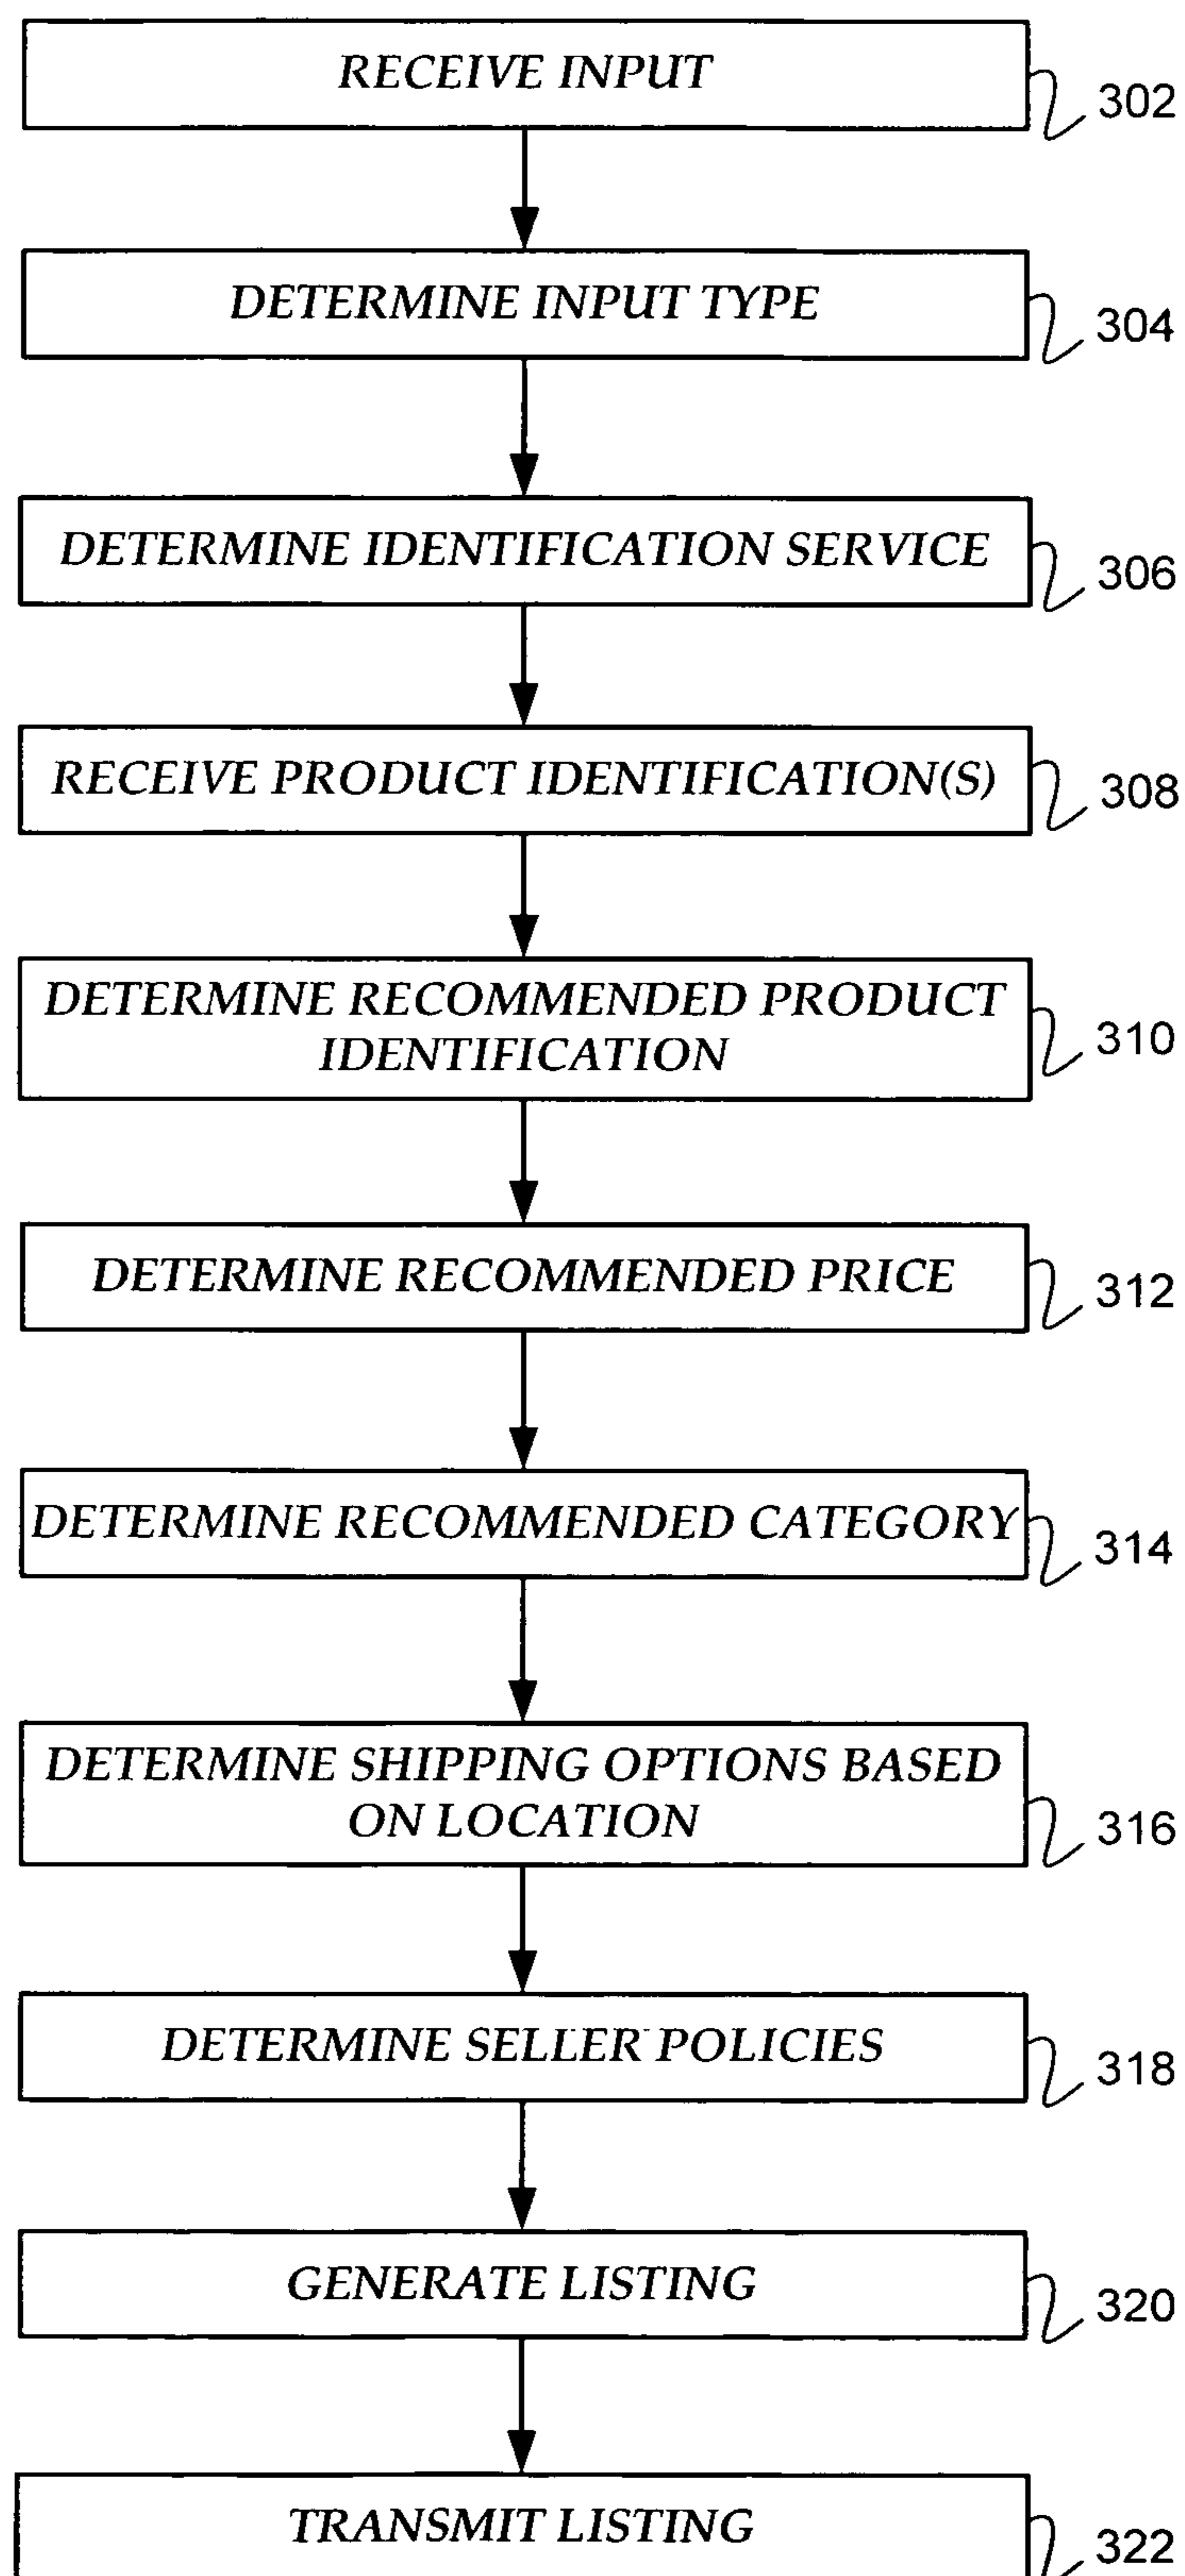 RECEIVE INPUT
302
DETERMINE INPUT TYPE
304
DETERMINE IDENTIFICATION SERVICE
306
RECEIVE PRODUCT IDENTIFICATION(S)
308
DETERMINE RECOMMENDED PRODUCT
IDENTIFICATION
310
DETERMINE RECOMMENDED PRICE
312
DETERMINE RECOMMENDED CATEGORY
314
DETERMINE SHIPPING OPTIONS BASED
ON LOCATION
316
DETERMINE SELLER POLICIES
318
GENERATE LISTING
320
TRANSMIT LISTING
322